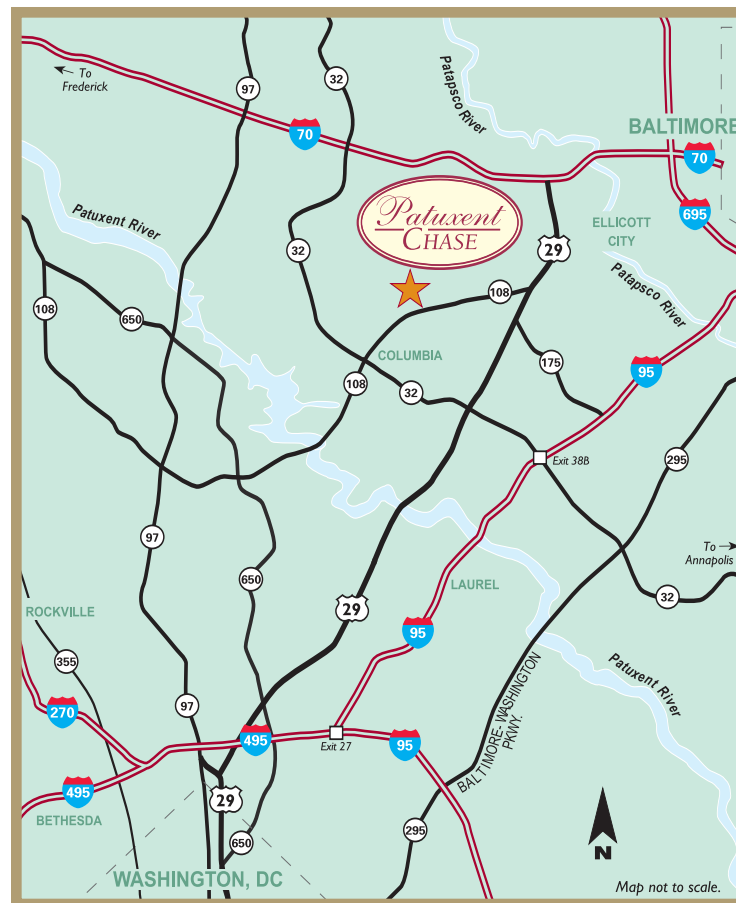 To
Frederick
97
32
70
Patapsco River
BALTIMORE
70
695
Patuxent River
Patuxent
CHASE
ELLICOTT
CITY
29
32
Patapsco River
108
650
108
COLUMBIA
175
95
108
32
295
Exit 38B
97
To
Annapolis
650
LAUREL
32
29
ROCKVILLE
95
355
Patuxent River
270
97
BALTIMORE-WASHINGTON
PKWY.
495
Exit 27
95
495
29
BETHESDA
295
650
N
WASHINGTON, DC
Map not to scale.